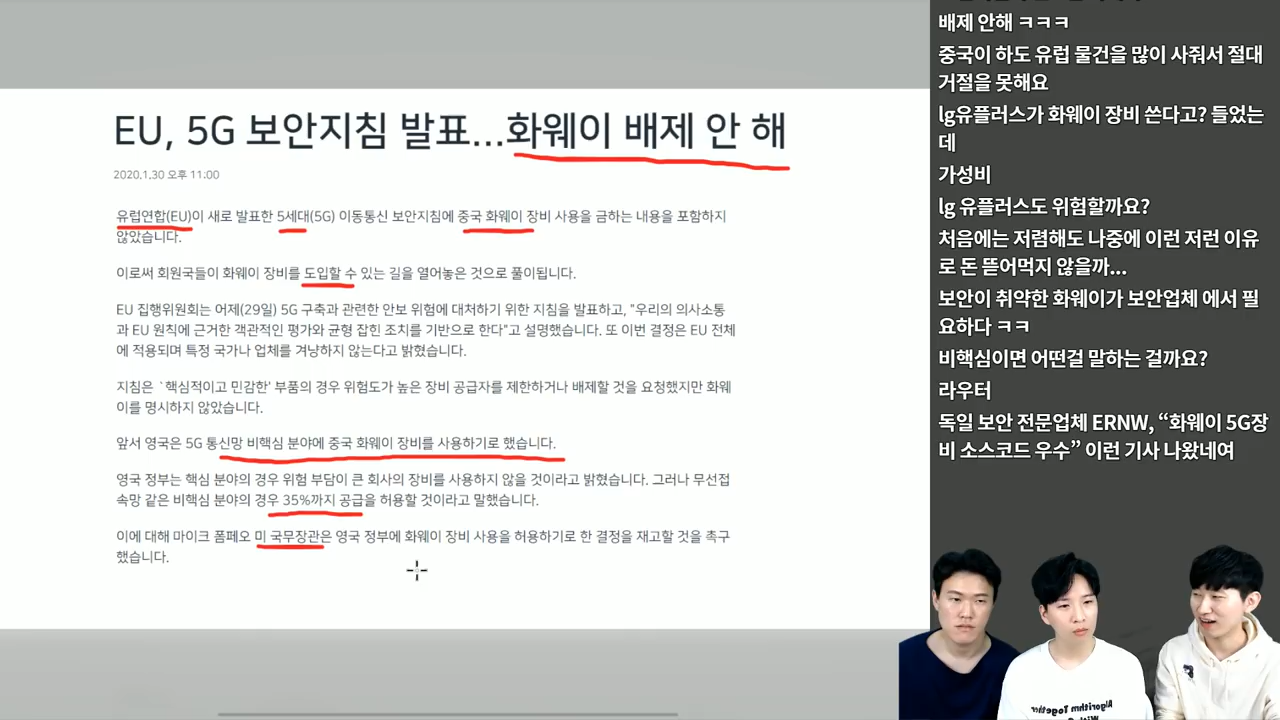 EU, 5G 보안지침 발표...화웨이 배제 안 해
2020.1.30 오후 11:00
유럽연합(EU)이 새로 발표한 5세대(5G) 이동통신 보안지침에 중국 화웨이 장비 사용을 금하는 내용을 포함하지
않았습니다.
이로써 회원국들이 화웨이 장비를 도입할 수 있는 길을 열어놓은 것으로 풀이됩니다.
EU 집행위원회는 어제(29일) 5G 구축과 관련한 안보 위험에 대처하기 위한 지침을 발표하고, "우리의 의사소통
과 EU 원칙에 근거한 객관적인 평가와 균형 잡힌 조치를 기반으로 한다"고 설명했습니다. 또 이번 결정은 EU 전체
에 적용되며 특정 국가나 업체를 겨냥하지 않는다고 밝혔습니다.
지침은 `핵심적이고 민감한' 부품의 경우 위험도가 높은 장비 공급자를 제한하거나 배제할 것을 요청했지만 화웨
이를 명시하지 않았습니다.
앞서 영국은 5G 통신망 비핵심 분야에 중국 화웨이 장비를 사용하기로 했습니다.
영국 정부는 핵심 분야의 경우 위험 부담이 큰 회사의 장비를 사용하지 않을 것이라고 밝혔습니다. 그러나 무선접
속망 같은 비핵심 분야의 경우 35%까지 공급을 허용할 것이라고 말했습니다.
이에 대해 마이크 폼페오 미 국무장관은 영국 정부에 화웨이 장비 사용을 허용하기로 한 결정을 재고할 것을 촉구
했습니다.
배제 안해 ㅋㅋㅋ
중국이 하도 유럽 물건을 많이 사줘서 절대
거절을 못해요
lg유플러스가 화웨이 장비 쓴다고? 들었는
데
가성비
lg 유플러스도 위험할까요?
처음에는 저렴해도 나중에 이런 저런 이유
로 돈 뜯어먹지 않을까...
보안이 취약한 화웨이가 보안업체 에서 필
요하다 ㅋㅋ
비핵심이면 어떤걸 말하는 걸까요?
라우터
독일 보안 전문업체 ERNW, “화웨이 5G장
비 소스코드 우수” 이런 기사 나왔네여
Algorithm Together